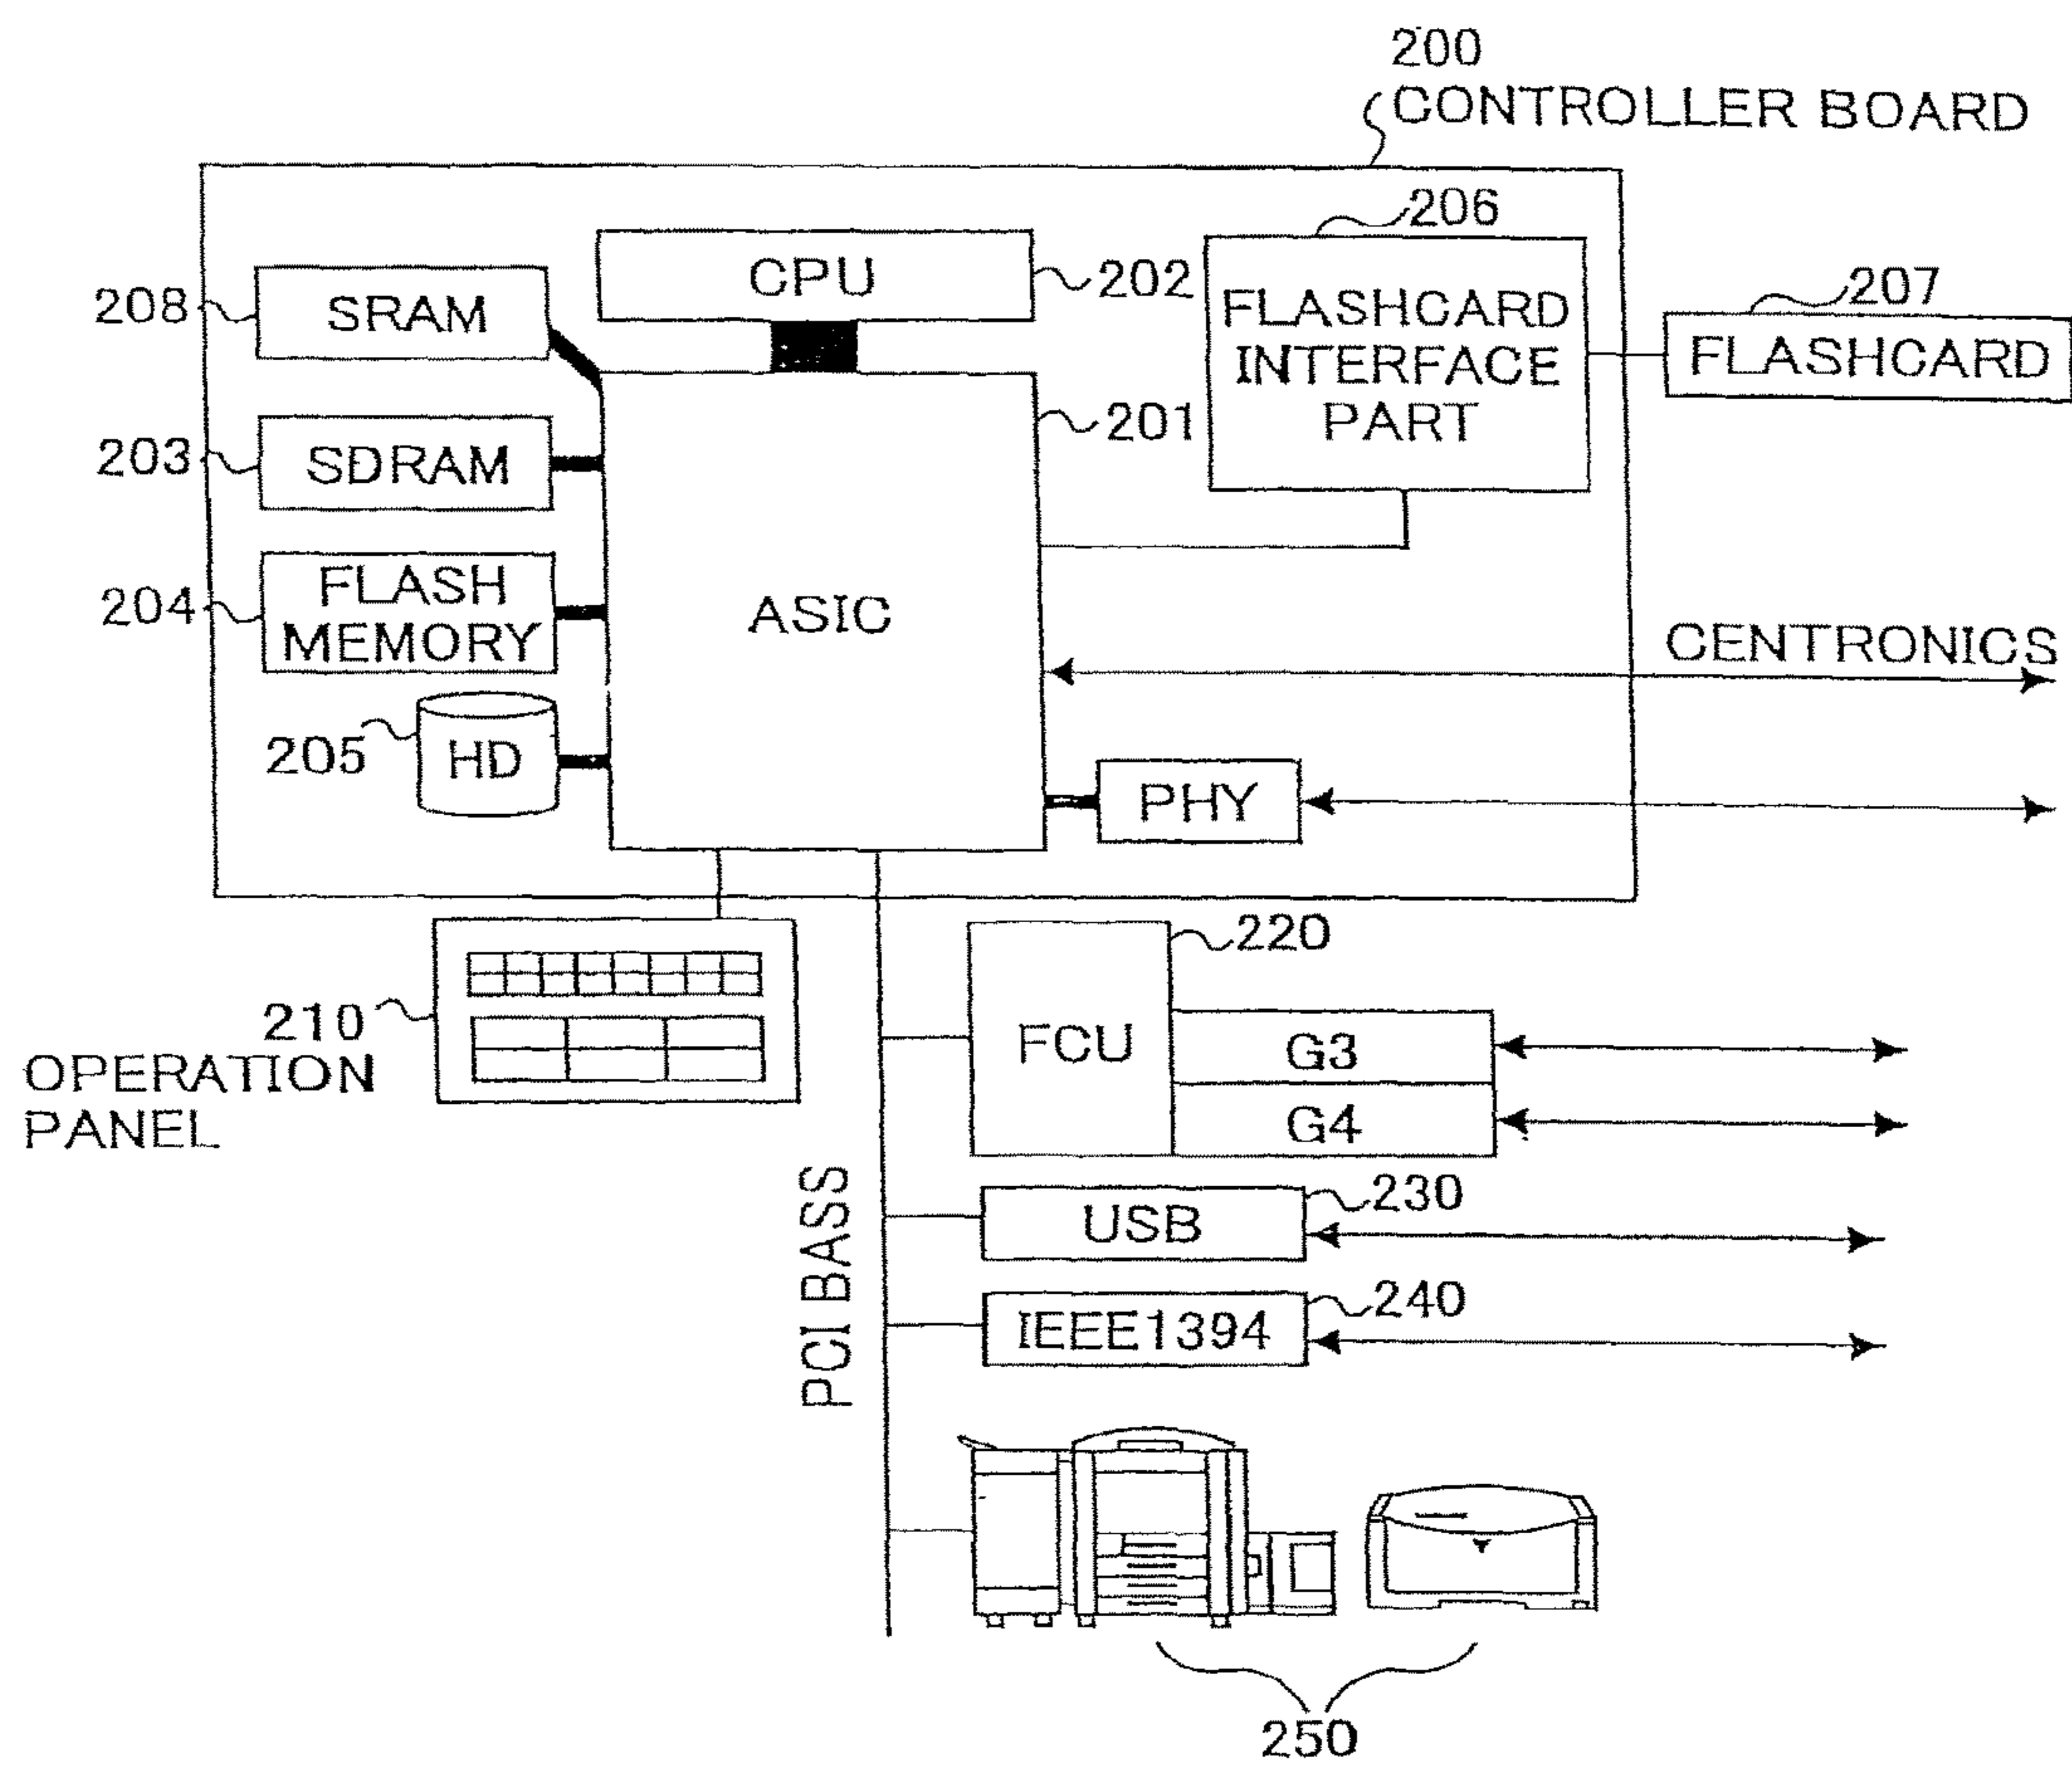 200
CONTROLLER BOARD
206
CPU
202
208
SRAM
FLASHCARD
INTERFACE
PART
207
FLASHCARD
201
203
SDRAM
204
FLASH
MEMORY
ASIC
CENTRONICS
205
HD
PHY
220
210
OPERATION
PANEL
FCU
G3
G4
PCI BASS
230
USB
240
IEEE1394
250